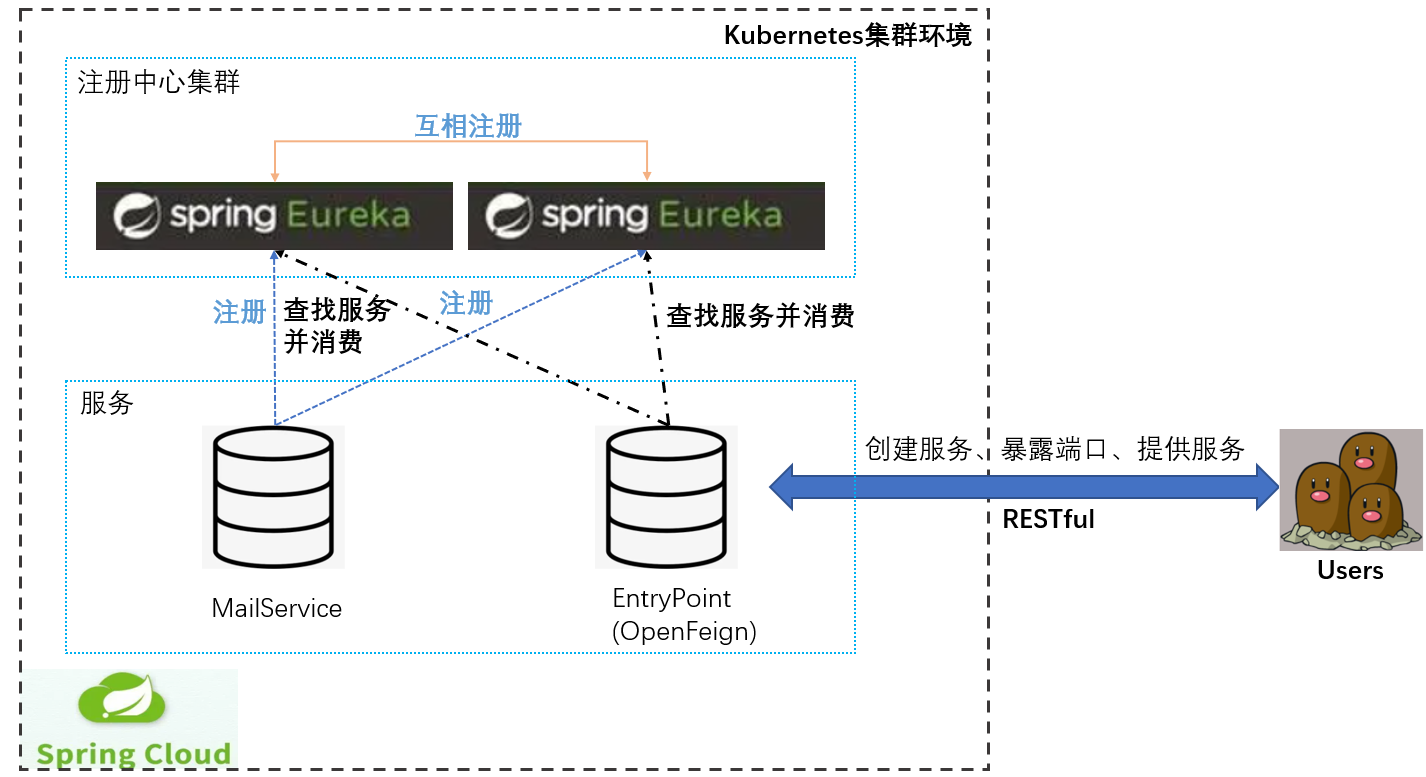 Kubernetes集群环境
注册中心集群
互相注册
spring Eureka
spring Eureka
注册
查找服务
并消费
注册
查找服务并消费
服务
创建服务、暴露端口、提供服务
RESTful
Users
MailService
EntryPoint
(OpenFeign)
Spring Cloud